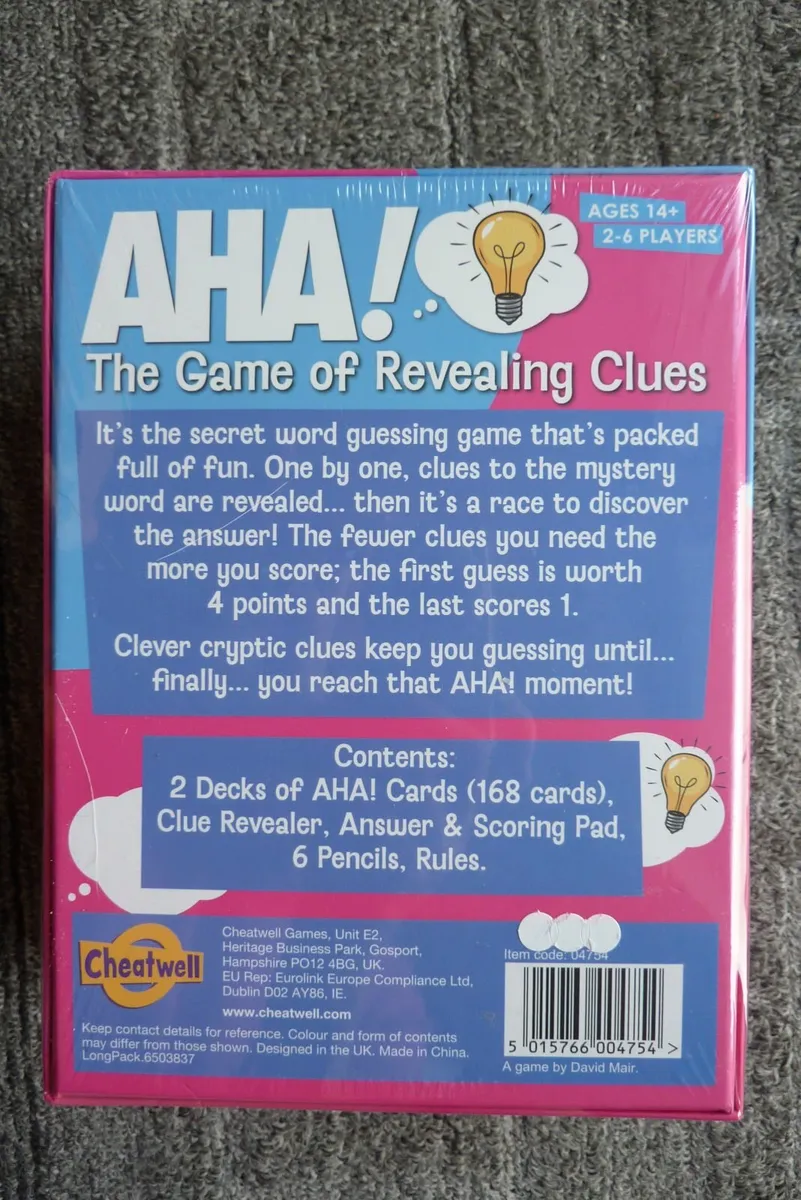 AHA!
AGES 14+
2-6 PLAYERS
The Game of Revealing Clues
It's the secret word guessing game that's packed
full of fun. One by one, clues to the mystery
word are revealed... then it's a race to discover
the answer! The fewer clues you need the
more you score; the first guess is worth
4 points and the last scores 1.
Clever cryptic clues keep you guessing until...
finally... you reach that AHA! moment!
Contents:
2 Decks of AHA! Cards (168 cards),
Clue Revealer, Answer & Scoring Pad,
6 Pencils, Rules.
Cheatwell
Cheatwell Games, Unit E2,
Heritage Business Park, Gosport,
Hampshire PO12 4BG, UK.
EU Rep: Eurolink Europe Compliance Ltd,
Dublin D02 AY86, IE.
www.cheatwell.com
Keep contact details for reference. Colour and form of contents
may differ from those shown. Designed in the UK. Made in China.
LongPack.6503837
Item code: 04754
5 015766 004754 >
A game by David Mair.